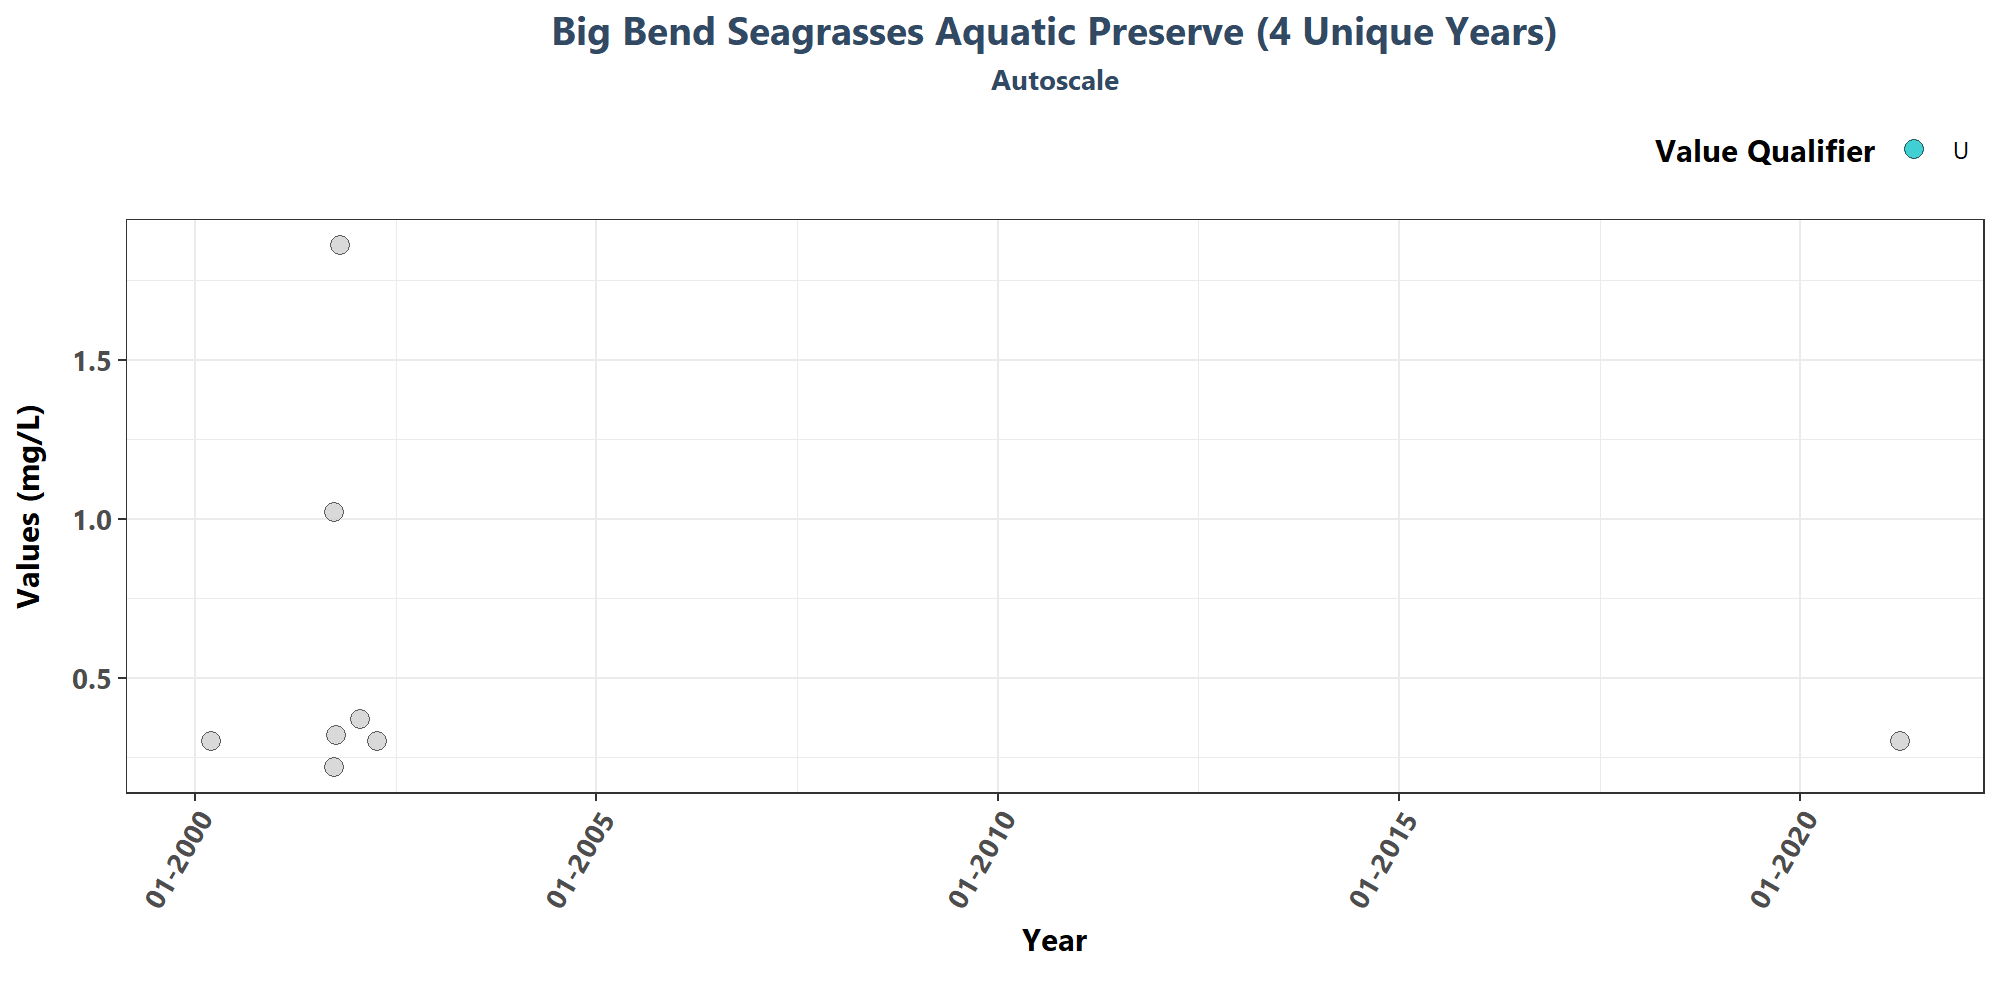 Big Bend Seagrasses Aquatic Preserve (4 Unique Years)
Autoscale
Value Qualifier U
Values (mg/L)
1.5
1.0
0.5
01-2000
01-2005
01-2010
01-2015
01-2020
Year